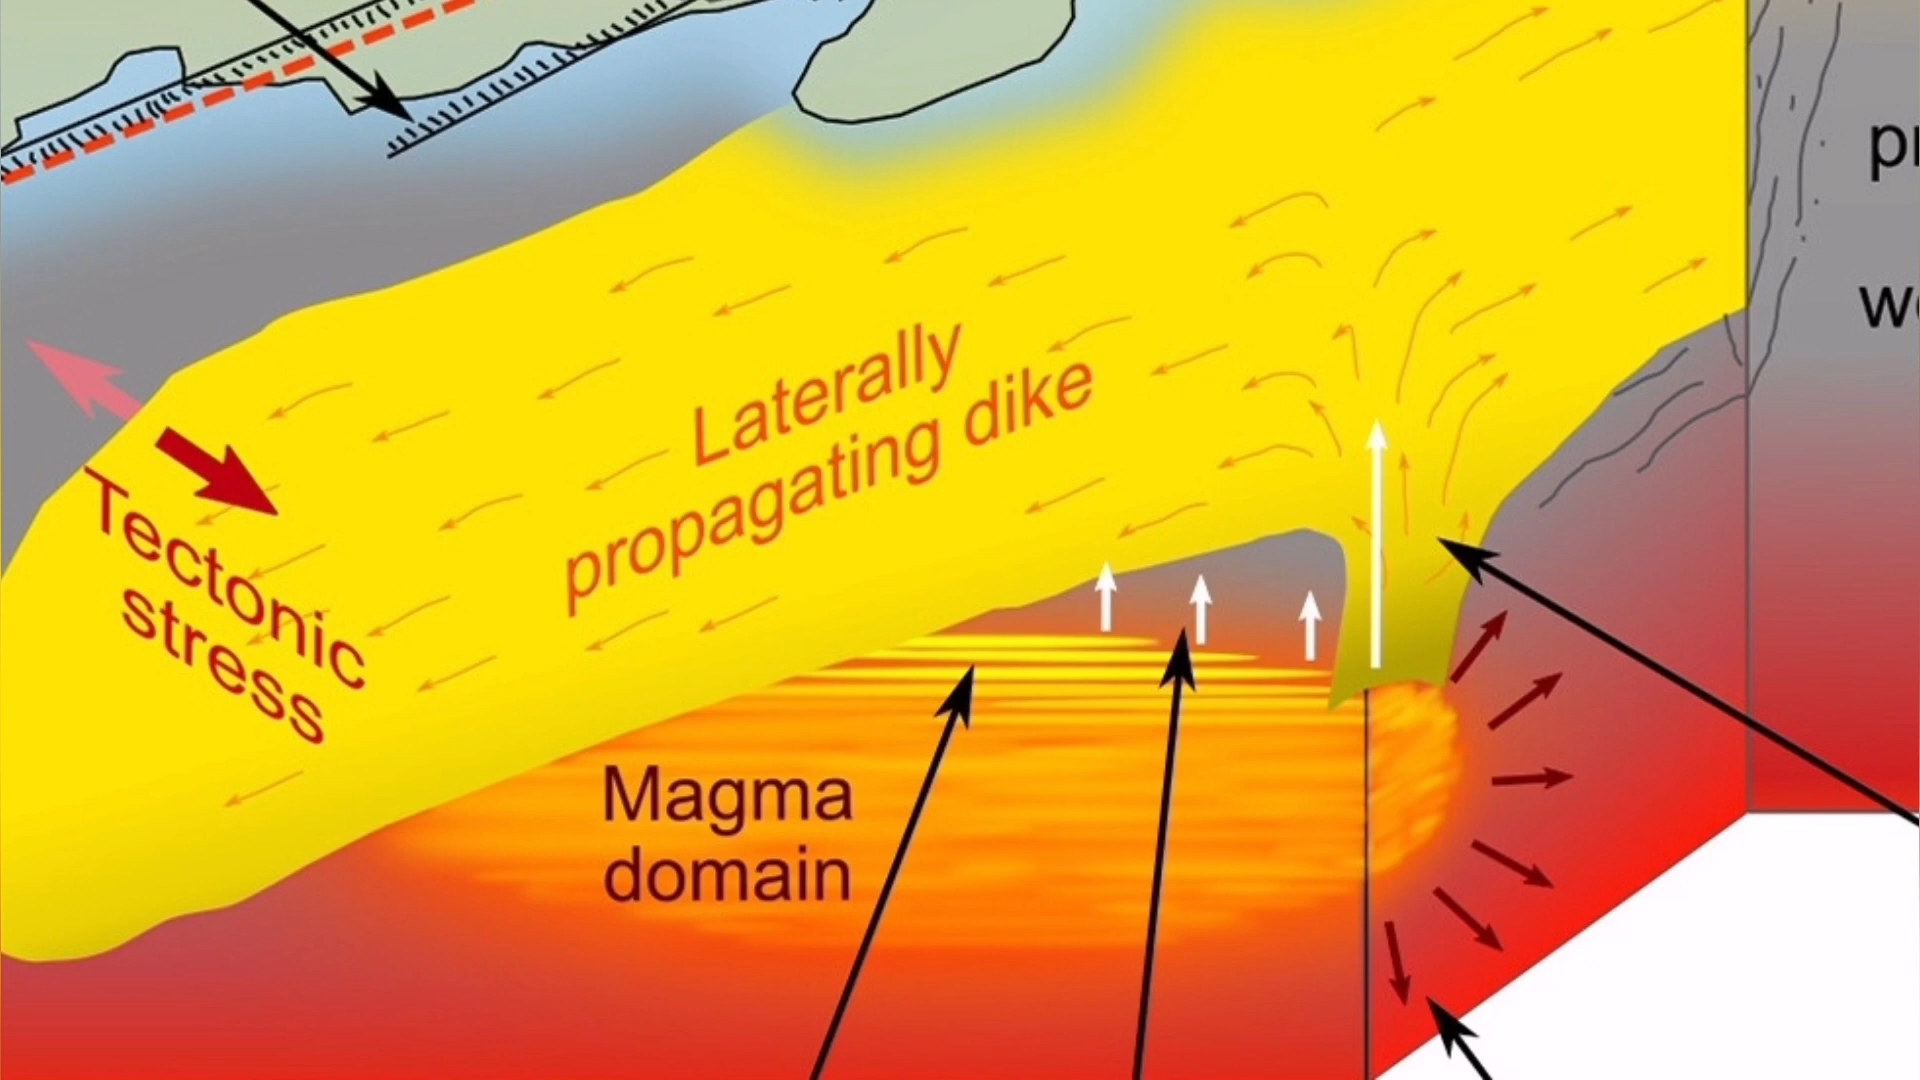 Laterally
propagating dike
Tectonic
stress
Magma
domain